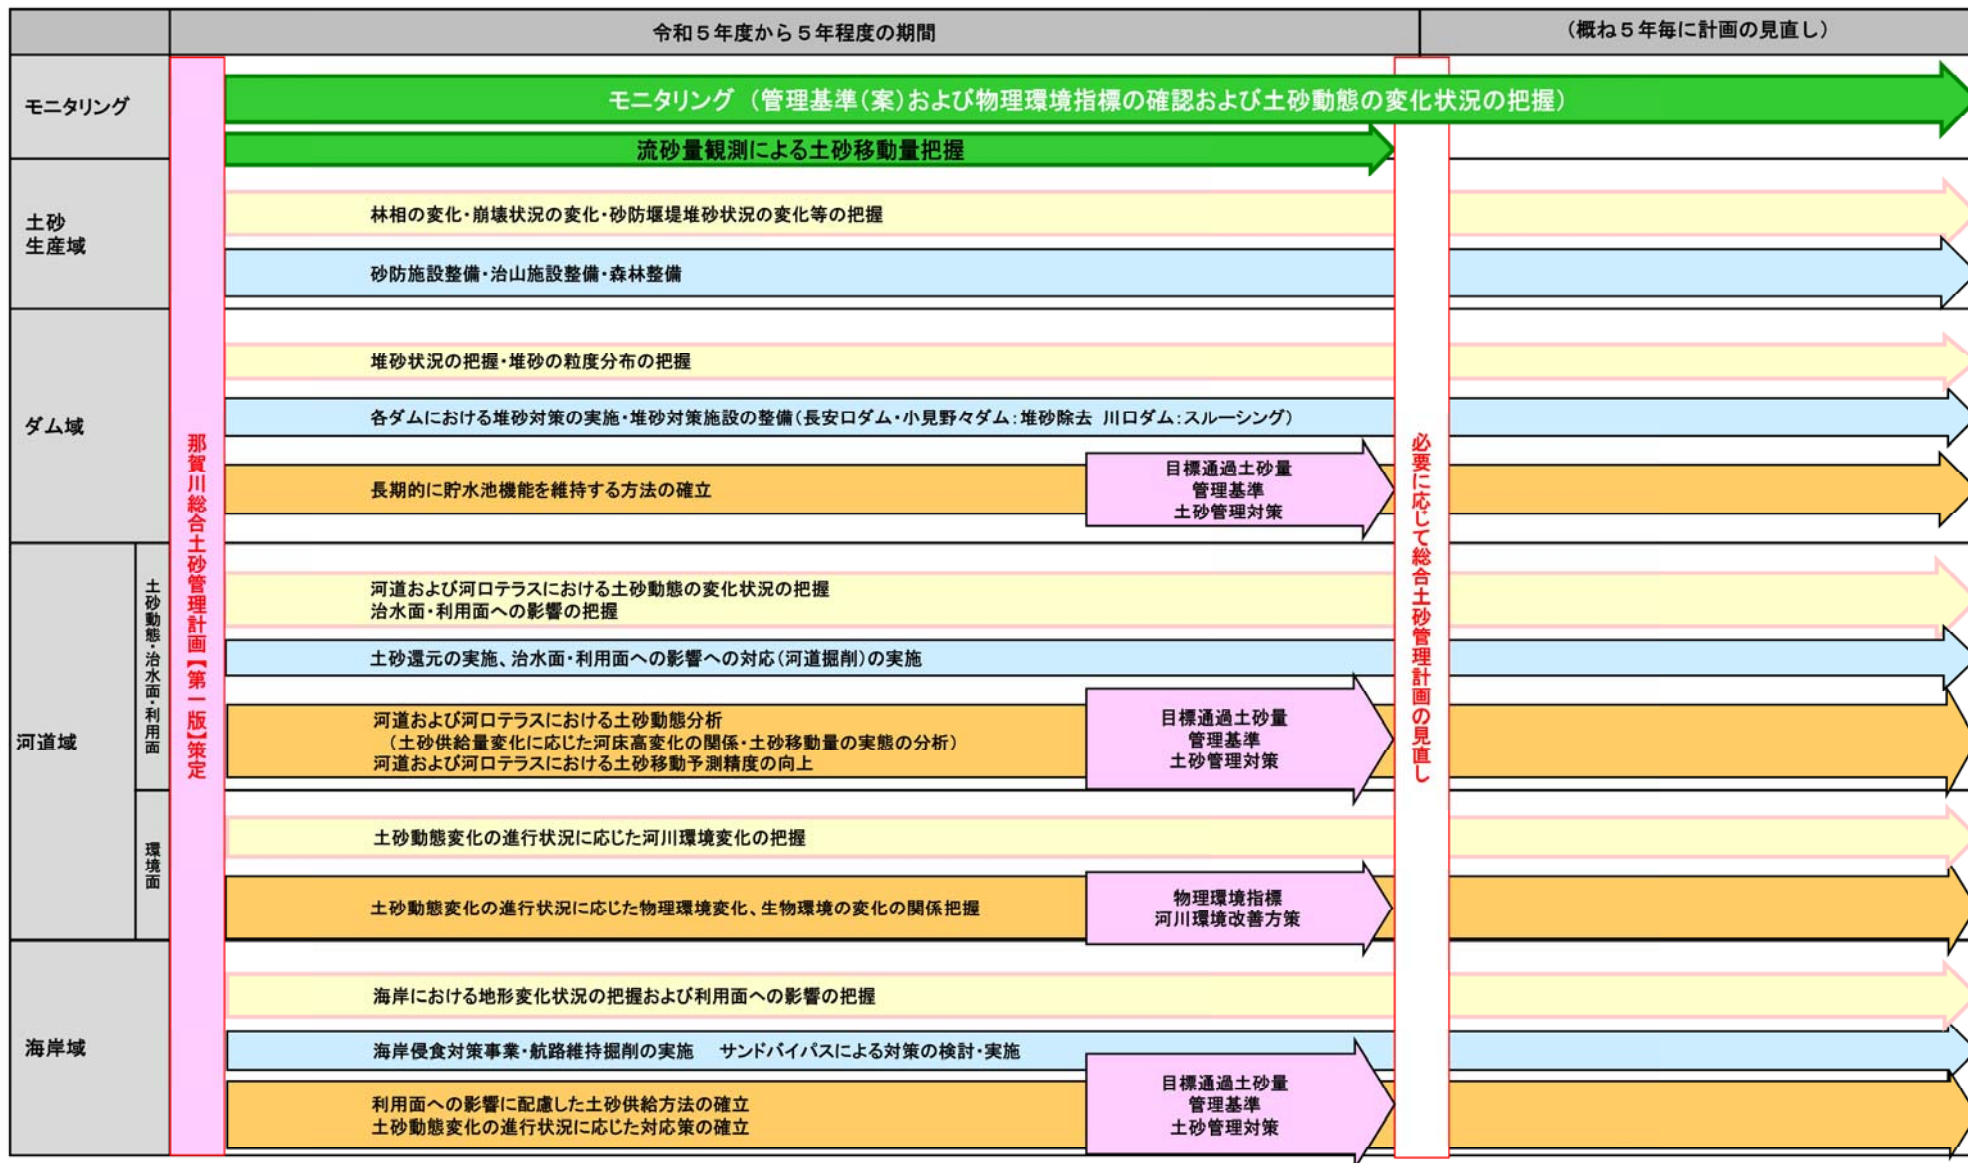 令和５年度から５年程度の期間
(概ね５年毎に計画の見直し)
モニタリング
モニタリング （管理基準(案)および物理環境指標の確認および土砂動態の変化状況の把握)
流砂量観測による土砂移動量把握
那賀川総合土砂管理計画【第一版】策定
必要に応じて総合土砂管理計画の見直し
土砂
生産域
林相の変化・崩壊状況の変化・砂防堰堤堆砂状況の変化等の把握
砂防施設整備・治山施設整備・森林整備
ダム域
堆砂状況の把握・堆砂の粒度分布の把握
各ダムにおける堆砂対策の実施・堆砂対策施設の整備(長安口ダム・小見野々ダム:堆砂除去 川口ダム:スルーシング)
長期的に貯水池機能を維持する方法の確立
目標通過土砂量
管理基準
土砂管理対策
河道域
土砂動態・治水面・利用面
河道および河口テラスにおける土砂動態の変化状況の把握
治水面・利用面への影響の把握
土砂還元の実施、治水面・利用面への影響への対応(河道掘削)の実施
河道および河口テラスにおける土砂動態分析
（土砂供給量変化に応じた河床高変化の関係・土砂移動量の実態の分析)
河道および河口テラスにおける土砂移動予測精度の向上
目標通過土砂量
管理基準
土砂管理対策
環境面
土砂動態変化の進行状況に応じた河川環境変化の把握
土砂動態変化の進行状況に応じた物理環境変化、生物環境の変化の関係把握
物理環境指標
河川環境改善方策
海岸域
海岸における地形変化状況の把握および利用面への影響の把握
海岸侵食対策事業・航路維持掘削の実施 サンドバイパスによる対策の検討・実施
利用面への影響に配慮した土砂供給方法の確立
土砂動態変化の進行状況に応じた対応策の確立
目標通過土砂量
管理基準
土砂管理対策